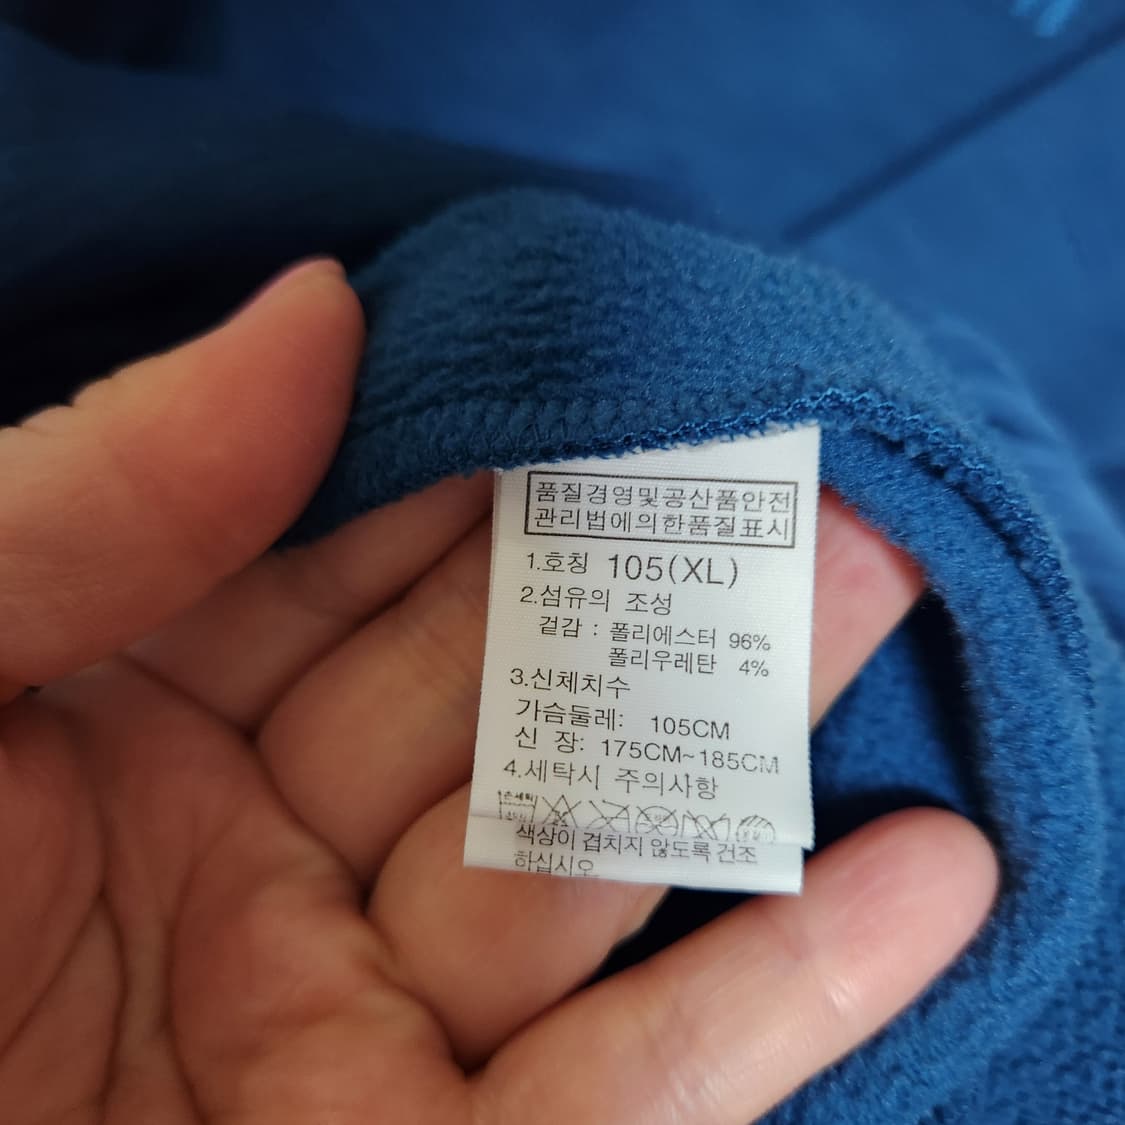 품질경영및공산품안전
관리법에의한품질표시
1.호칭 105(XL)
2.섬유의 조성
겉감 : 폴리에스터 96%
폴리우레탄 4%
3.신체치수
가슴둘레: 105CM
신 장: 175CM~185CM
4.세탁시 주의사항
손세탁
색상이 겹치지 않도록 건조
하십시오